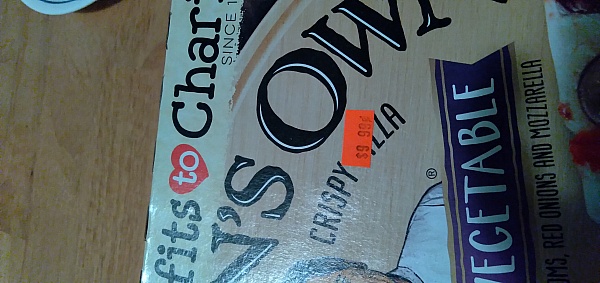 fits to Char
SINCE 1
N'S OW
CRISPY ZZA
$9.99¢
®
VEGETABLE
OMS, RED ONIONS AND MOZZARELLA